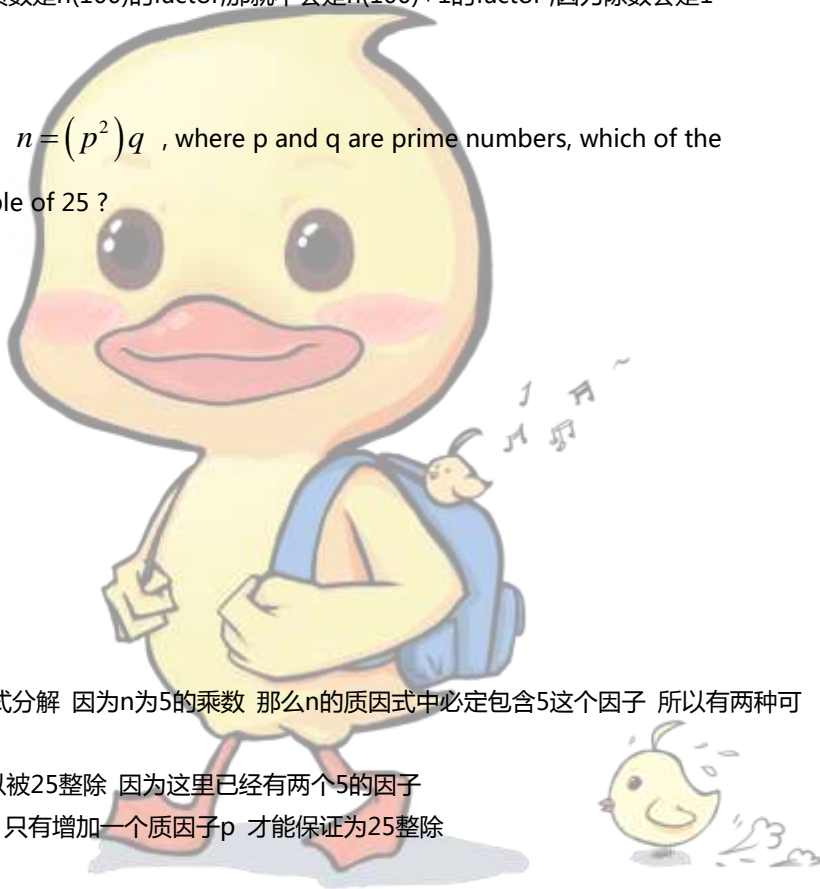 数是n(100)的factor,那就不会是n(100)+1的factor ,因为除数会是1
n = (p²)q , where p and q are prime numbers, which of the
ple of 25 ?
式分解 因为n为5的乘数 那么n的质因式中必定包含5这个因子 所以有两种可
以被25整除 因为这里已经有两个5的因子
只有增加一个质因子p 才能保证为25整除